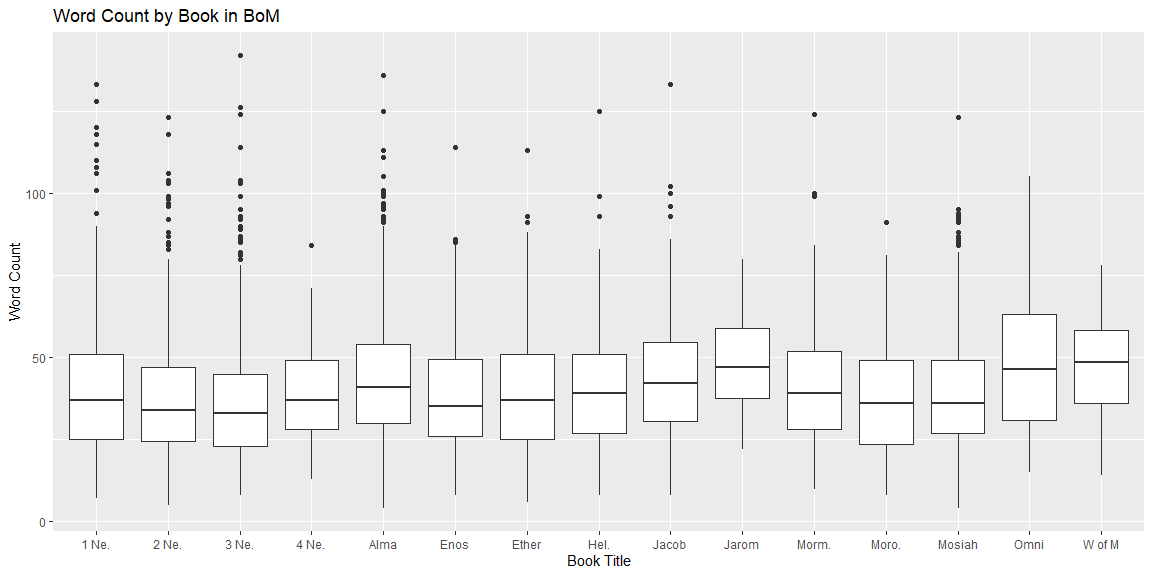 Word Count by Book in BoM
Word Count
100
50
0
1 Ne. 2 Ne. 3 Ne. 4 Ne. Alma Enos Ether Hel. Jacob Jarom Morm. Moro. Mosiah Omni W of M
Book Title